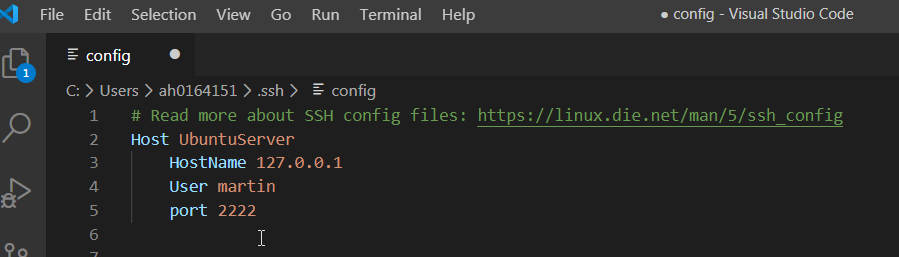 File Edit Selection View Go Run Terminal Help ● config - Visual Studio Code
config ●
1
C: > Users > ah0164151 > .ssh > config
1 # Read more about SSH config files: https://linux.die.net/man/5/ssh_config
2 Host UbuntuServer
3 HostName 127.0.0.1
4 User martin
5 port 2222
6
7